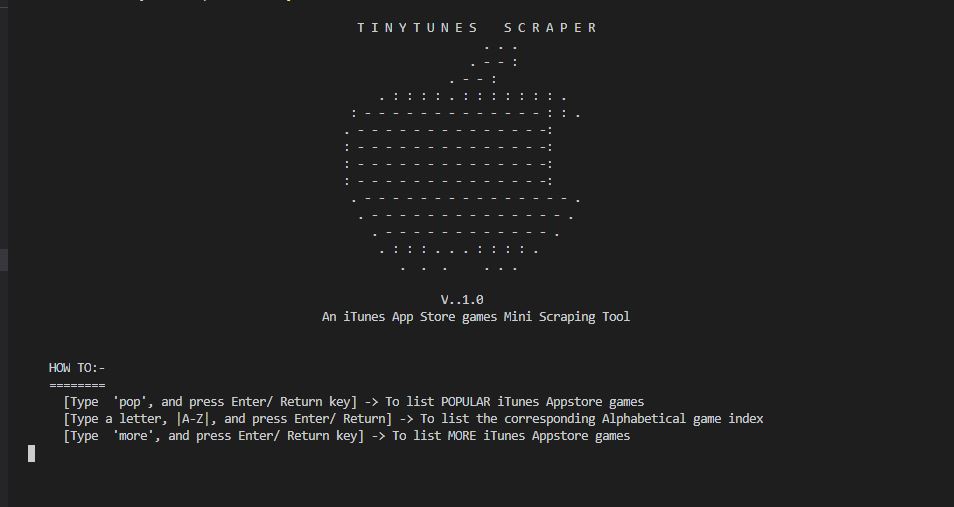 T I N Y T U N E S   S C R A P E R
. . .
. - - :
. - - :
. : : : : . : : : : : : : .
: - - - - - - - - - - - - - : : .
. - - - - - - - - - - - - - -:
: - - - - - - - - - - - - - -:
: - - - - - - - - - - - - - -:
: - - - - - - - - - - - - - -:
. - - - - - - - - - - - - - - - .
. - - - - - - - - - - - - - - .
. - - - - - - - - - - - - .
. : : : . . . : : : : .
. . .   . . .
V..1.0
An iTunes App Store games Mini Scraping Tool
HOW TO:-
========
[Type  'pop', and press Enter/ Return key] -> To list POPULAR iTunes Appstore games
[Type a letter, |A-Z|, and press Enter/ Return] -> To list the corresponding Alphabetical game index
[Type  'more', and press Enter/ Return key] -> To list MORE iTunes Appstore games